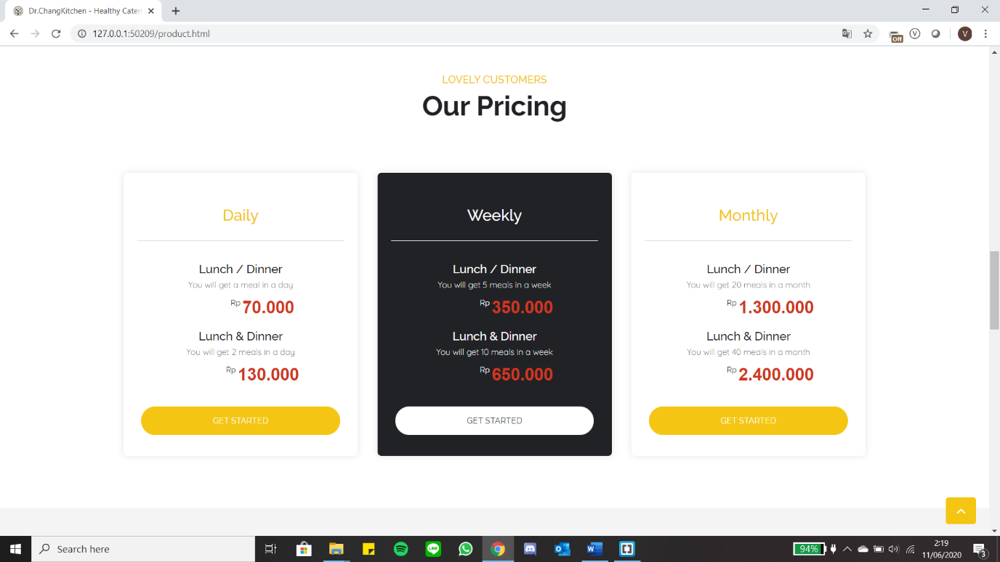 Dr.ChangKitchen - Healthy Cater
127.0.0.1:50209/product.html
Off
V
V
LOVELY CUSTOMERS
Our Pricing
Daily
Lunch / Dinner
You will get a meal in a day
Rp 70.000
Lunch & Dinner
You will get 2 meals in a day
Rp 130.000
GET STARTED
Weekly
Lunch / Dinner
You will get 5 meals in a week
Rp 350.000
Lunch & Dinner
You will get 10 meals in a week
Rp 650.000
GET STARTED
Monthly
Lunch / Dinner
You will get 20 meals in a month
Rp 1.300.000
Lunch & Dinner
You will get 40 meals in a month
Rp 2.400.000
GET STARTED
Search here
LINE
94%
2:19
11/06/2020
3